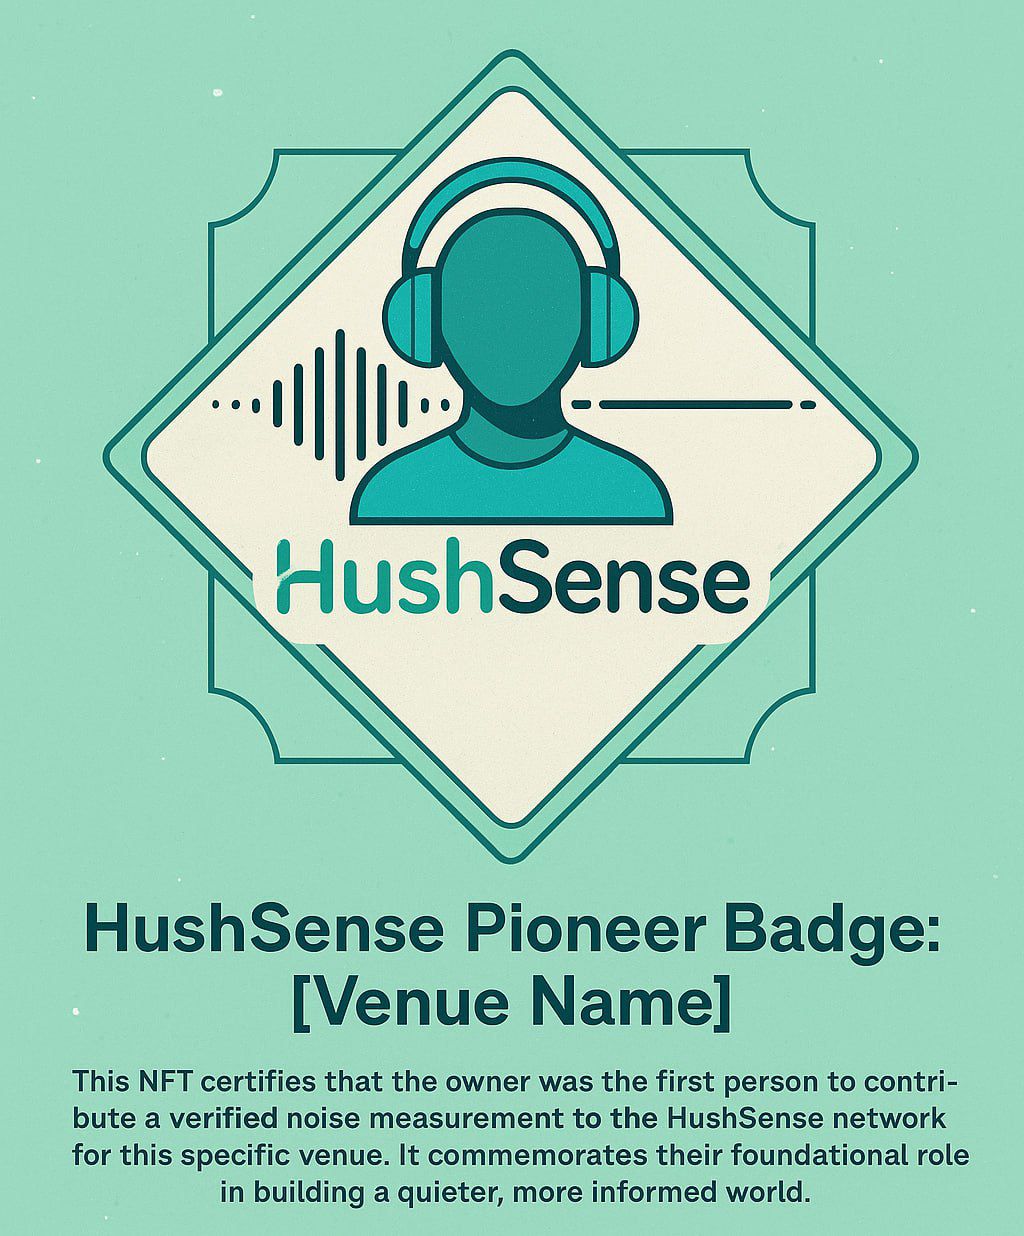 HushSense
HushSense Pioneer Badge:
[Venue Name]
This NFT certifies that the owner was the first person to contri-
bute a verified noise measurement to the HushSense network
for this specific venue. It commemorates their foundational role
in building a quieter, more informed world.